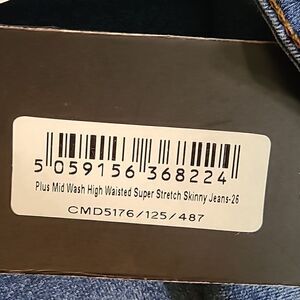 5 059156 368224
Plus Mid Wash High Waisted Super Stretch Skinny Jeans-26
CMD5176/125/487